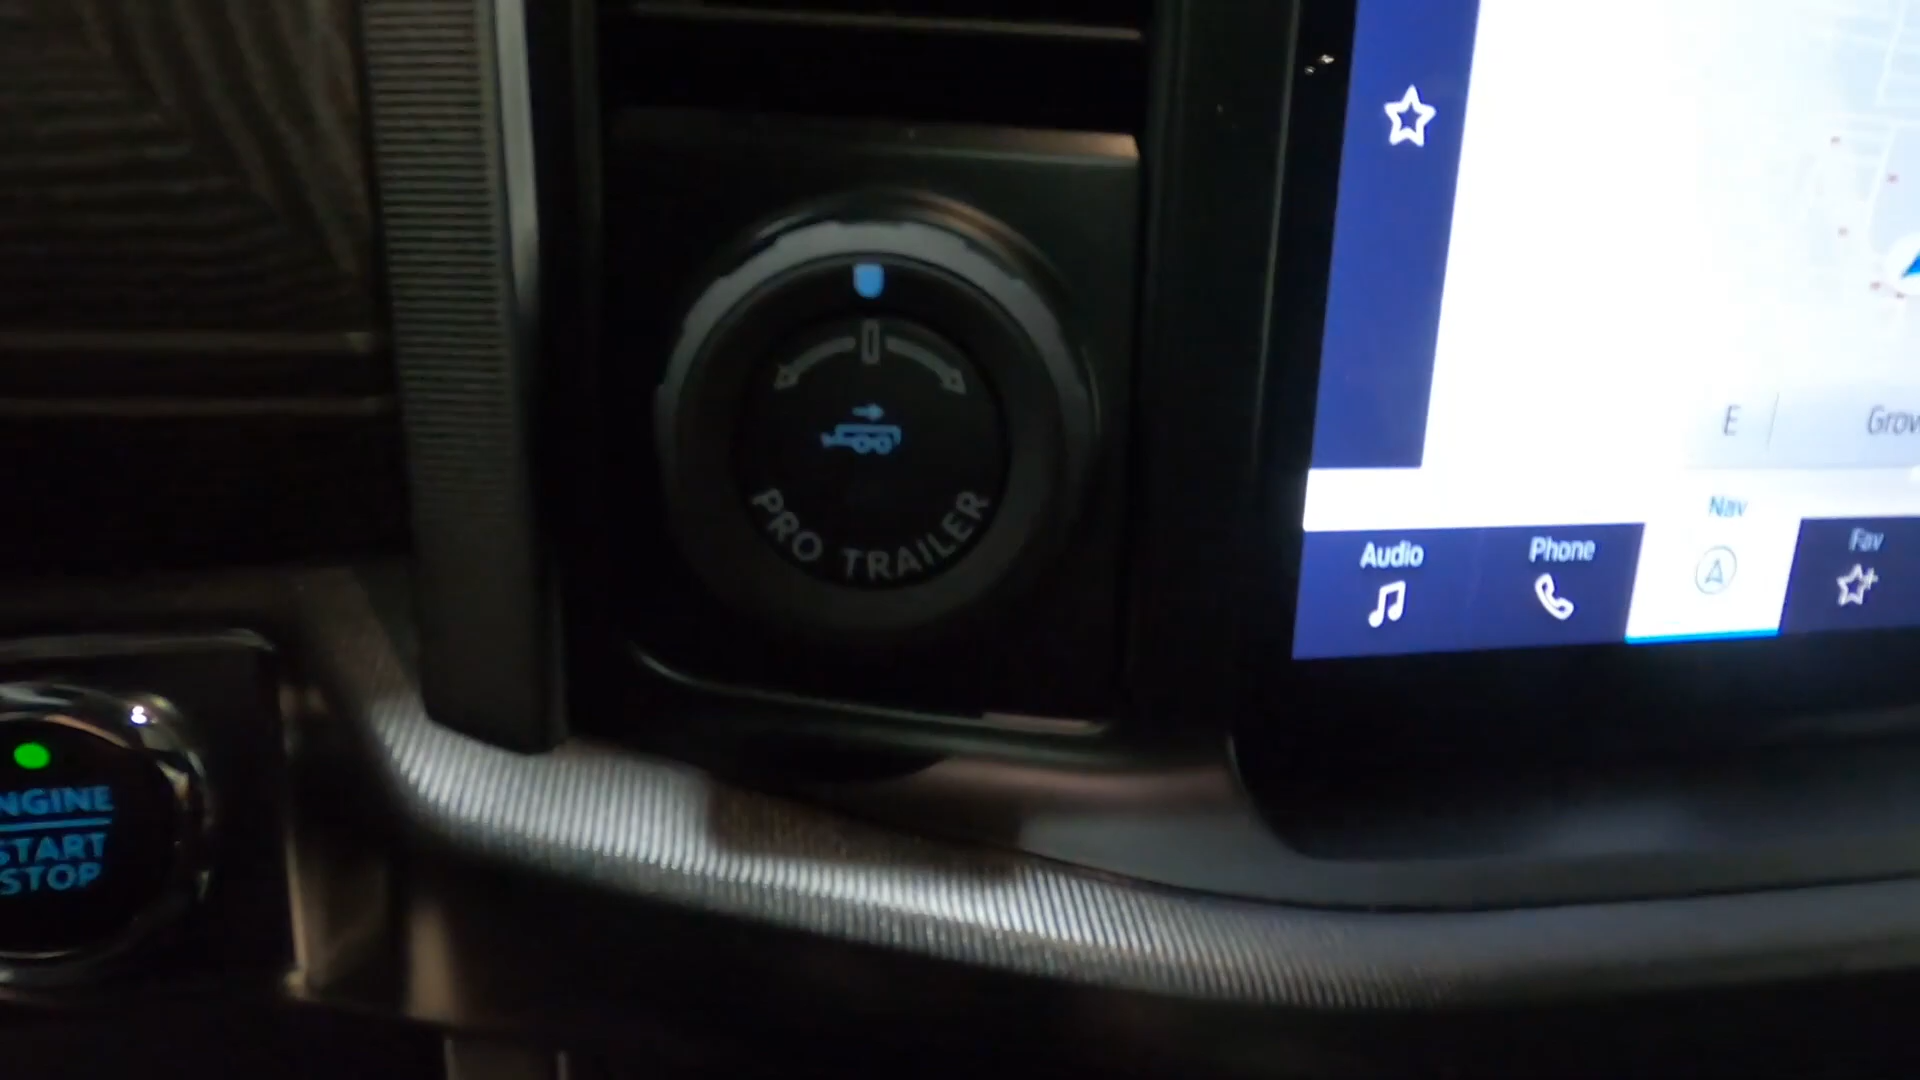 PRO TRAILER
E
Grov
Audio
Phone
Nav
Fav
NGINE
START
STOP